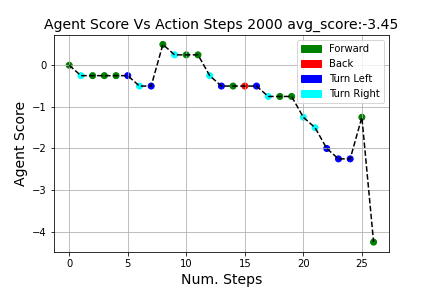 Agent Score Vs Action Steps 2000 avg_score:-3.45
Forward
Back
Turn Left
Turn Right
Agent Score
0
−1
−2
−3
−4
0 5 10 15 20 25
Num. Steps